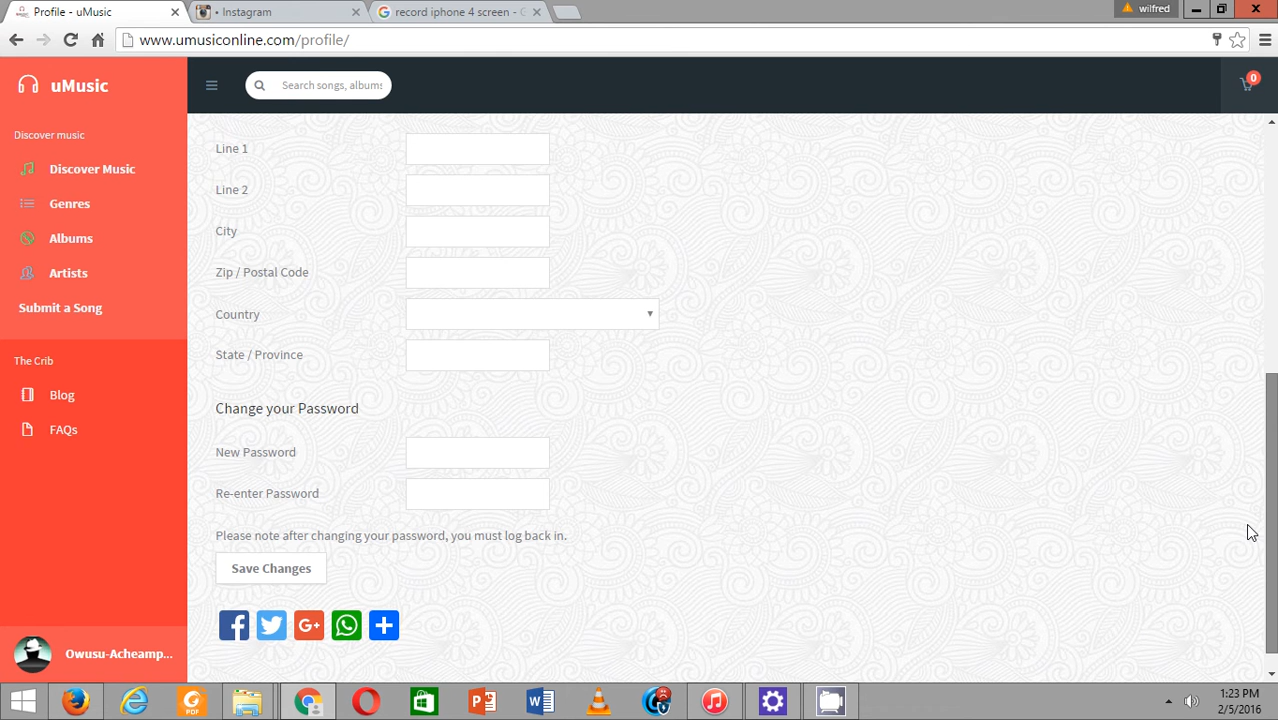 Profile - uMusic
• Instagram
record iphone 4 screen - G
wilfred
www.umusiconline.com/profile/
uMusic
Search songs, albums
0
Discover music
Discover Music
Genres
Albums
Artists
Submit a Song
The Crib
Blog
FAQs
Owusu-Acheamp...
Line 1
Line 2
City
Zip / Postal Code
Country
State / Province
Change your Password
New Password
Re-enter Password
Please note after changing your password, you must log back in.
Save Changes
1:23 PM
2/5/2016